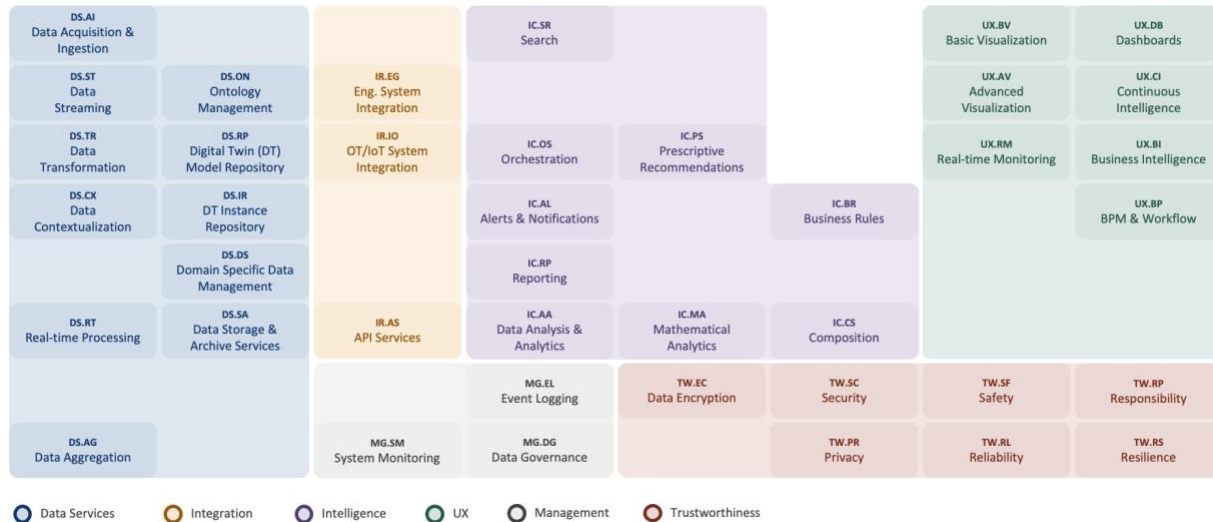 DS.AI
Data Acquisition &
Ingestion
IC.SR
Search
UX.BV
Basic Visualization
UX.DB
Dashboards
DS.ST
Data
Streaming
DS.ON
Ontology
Management
IR.EG
Eng. System
Integration
UX.AV
Advanced
Visualization
UX.CI
Continuous
Intelligence
DS.TR
Data
Transformation
DS.RP
Digital Twin (DT)
Model Repository
IR.IO
OT/IoT System
Integration
IC.OS
Orchestration
IC.PS
Prescriptive
Recommendations
UX.RM
Real-time Monitoring
UX.BI
Business Intelligence
DS.CX
Data
Contextualization
DS.IR
DT Instance
Repository
IC.AL
Alerts & Notifications
IC.BR
Business Rules
UX.BP
BPM & Workflow
DS.DS
Domain Specific Data
Management
IC.RP
Reporting
DS.RT
Real-time Processing
DS.SA
Data Storage &
Archive Services
IR.AS
API Services
IC.AA
Data Analysis &
Analytics
IC.MA
Mathematical
Analytics
IC.CS
Composition
MG.EL
Event Logging
TW.EC
Data Encryption
TW.SC
Security
TW.SF
Safety
TW.RP
Responsibility
DS.AG
Data Aggregation
MG.SM
System Monitoring
MG.DG
Data Governance
TW.PR
Privacy
TW.RL
Reliability
TW.RS
Resilience
Data Services
Integration
Intelligence
UX
Management
Trustworthiness